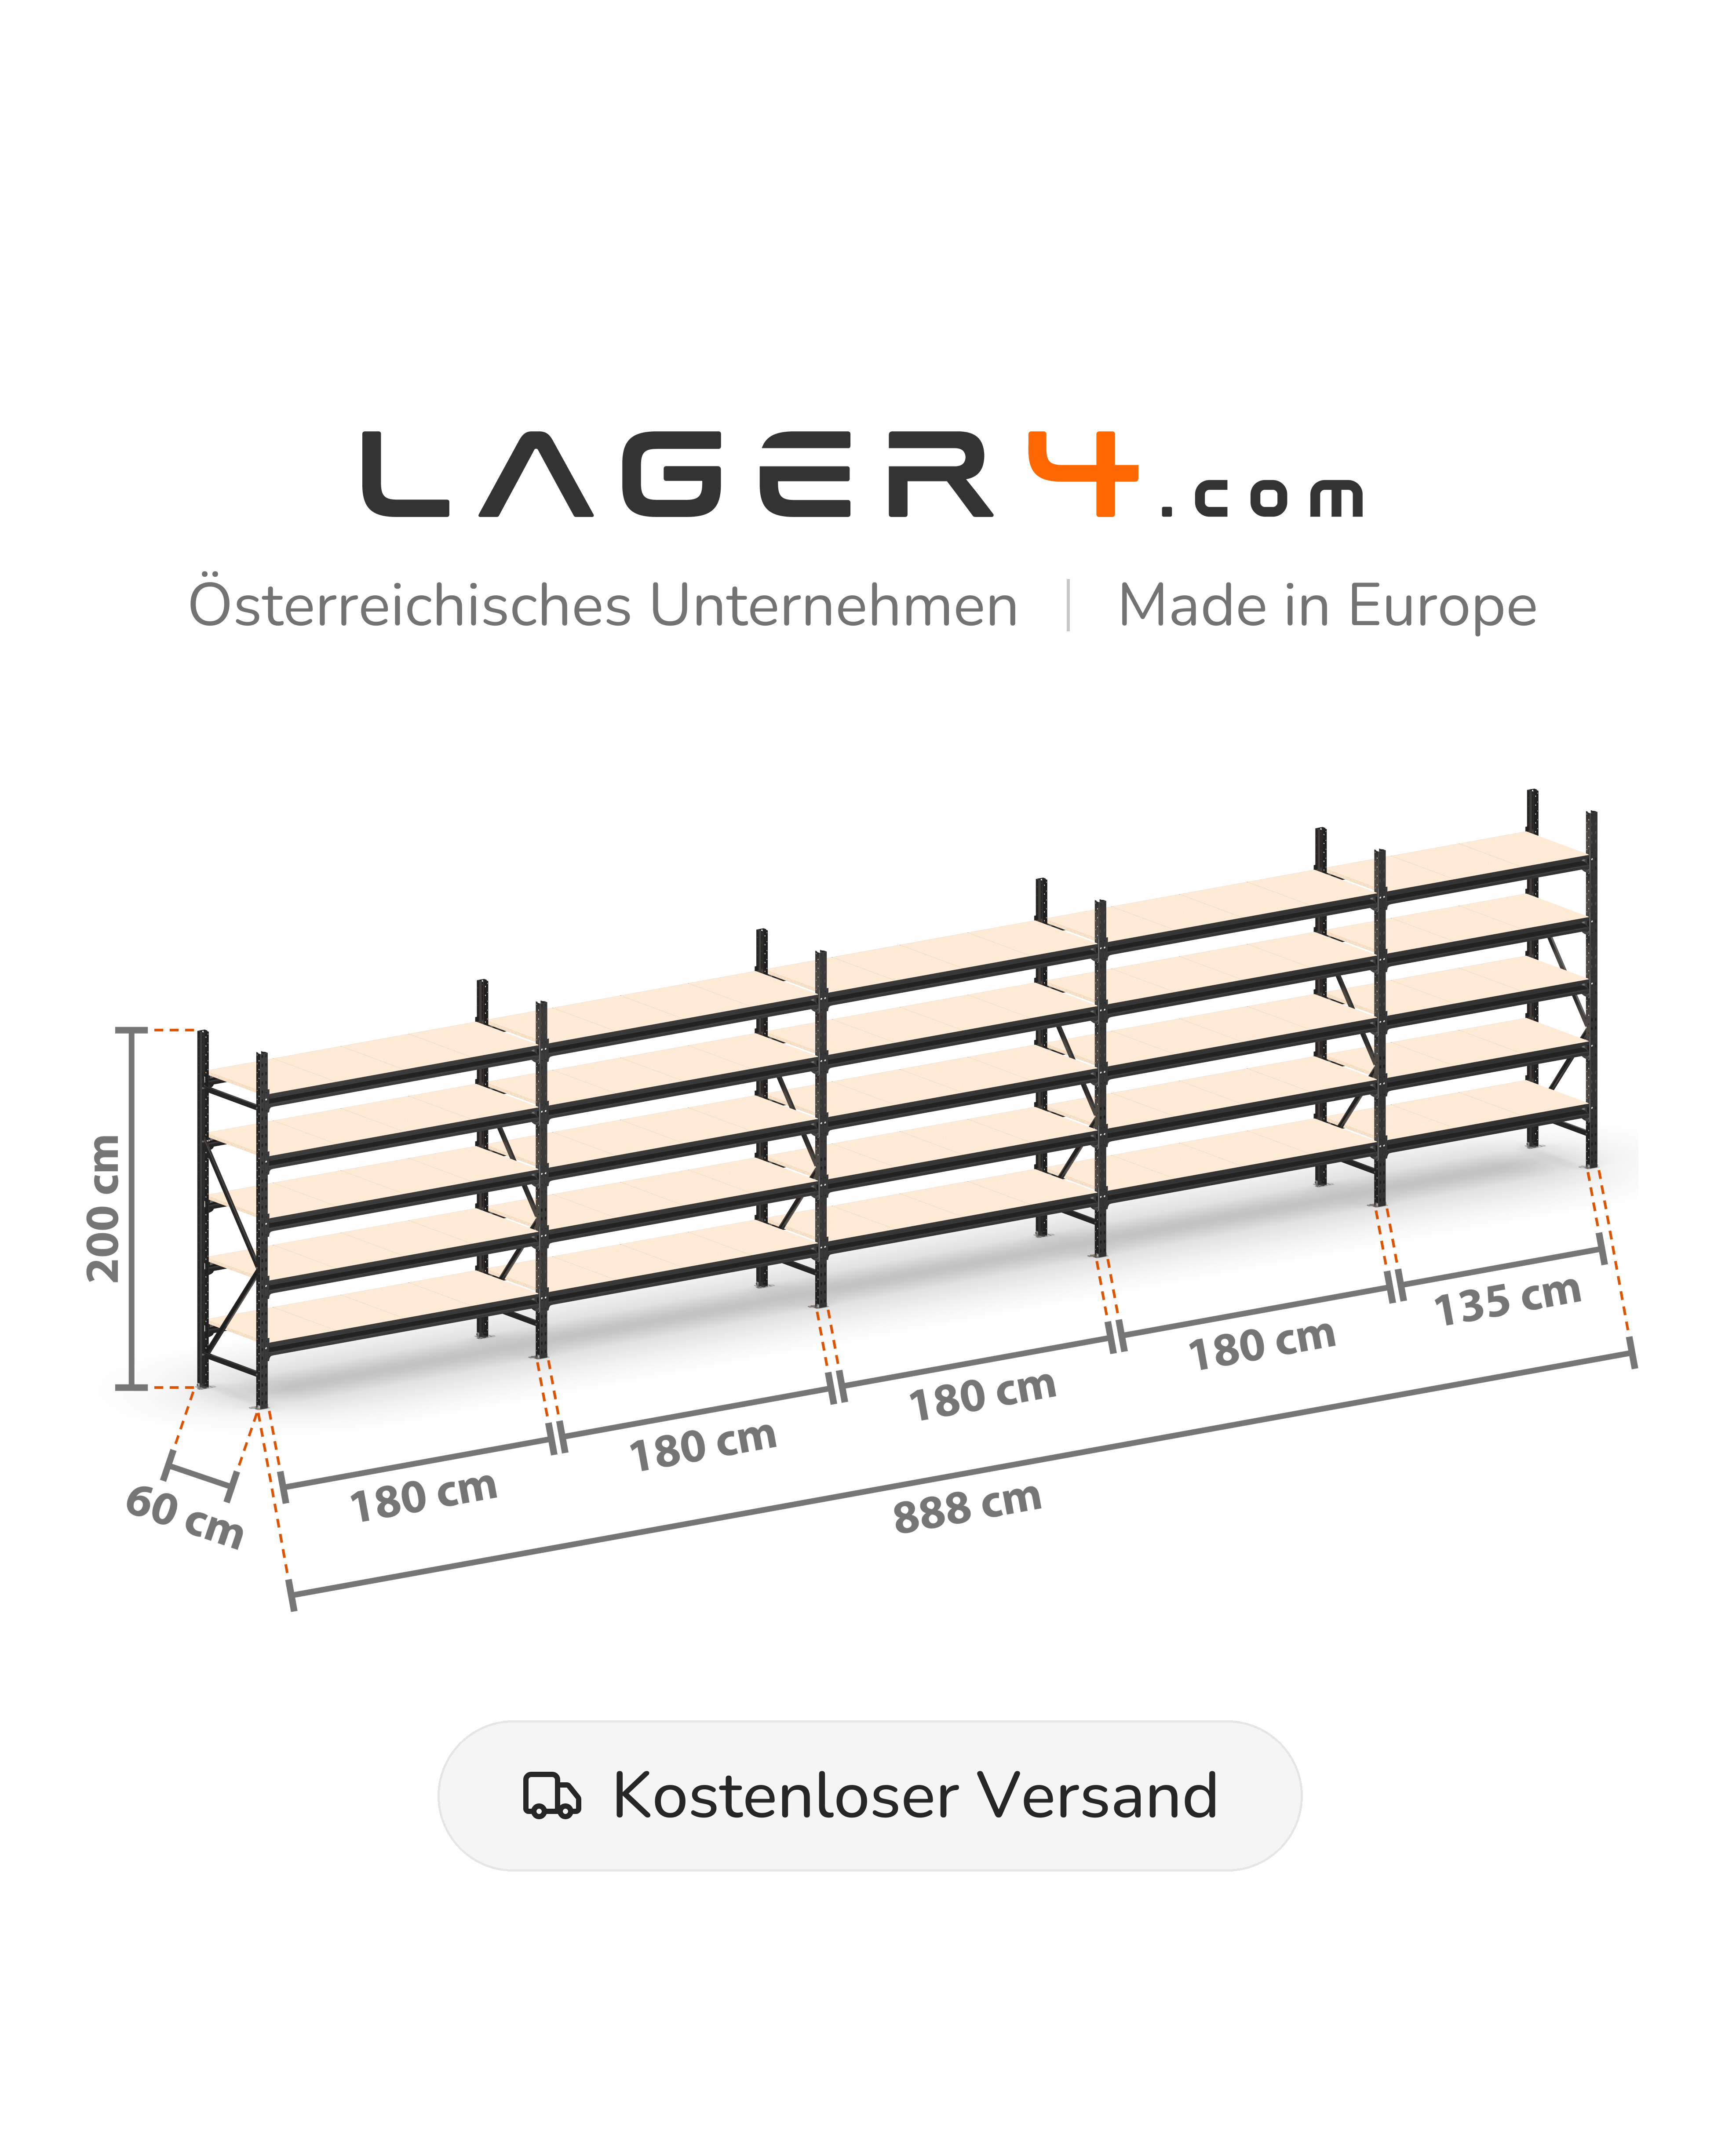 LAGER4.com
Österreichisches Unternehmen | Made in Europe
200 cm
60 cm
180 cm
180 cm
180 cm
180 cm
135 cm
888 cm
Kostenloser Versand